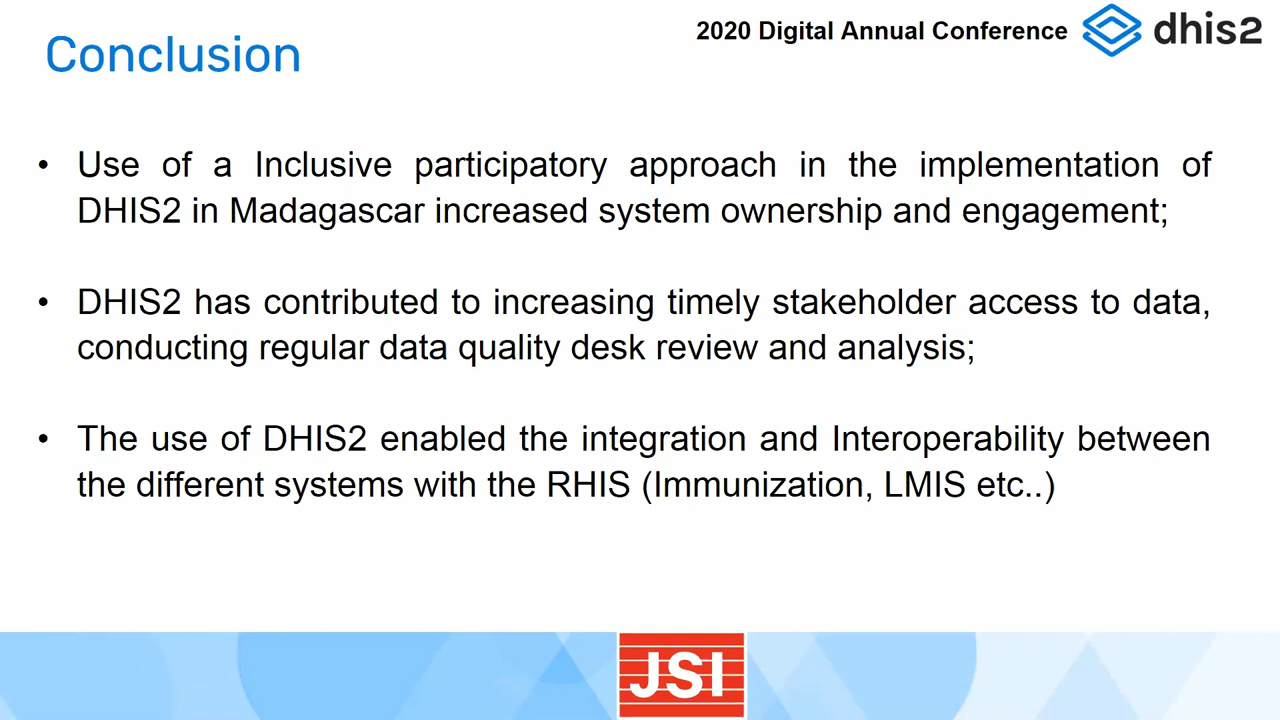 Conclusion
2020 Digital Annual Conference
dhis2
• Use of a Inclusive participatory approach in the implementation of
DHIS2 in Madagascar increased system ownership and engagement;
• DHIS2 has contributed to increasing timely stakeholder access to data,
conducting regular data quality desk review and analysis;
• The use of DHIS2 enabled the integration and Interoperability between
the different systems with the RHIS (Immunization, LMIS etc..)
JSI